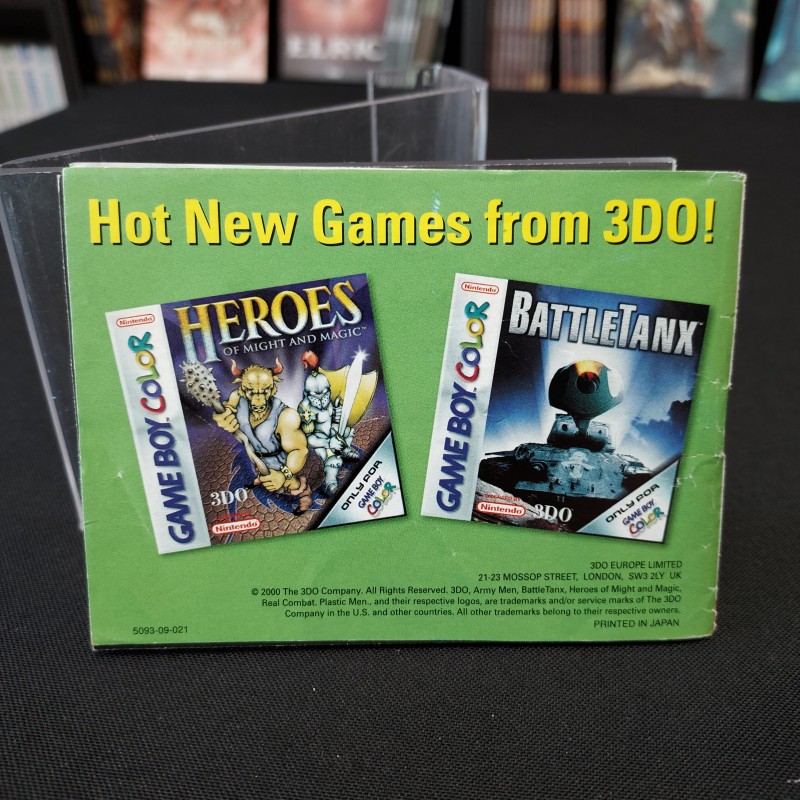 ELRIC
Hot New Games from 3DO!
Nintendo
GAME BOY COLOR
HEROES
OF MIGHT AND MAGIC™
3DO
Nintendo
ONLY FOR
GAME BOY
COLOR
Nintendo
GAME BOY COLOR
BATTLETANX™
LICENSED BY
Nintendo
3DO
ONLY FOR
GAME BOY
COLOR
3DO EUROPE LIMITED
21-23 MOSSOP STREET, LONDON, SW3 2LY UK
© 2000 The 3DO Company. All Rights Reserved. 3DO, Army Men, BattleTanx, Heroes of Might and Magic,
Real Combat. Plastic Men., and their respective logos, are trademarks and/or service marks of The 3DO
Company in the U.S. and other countries. All other trademarks belong to their respective owners.
5093-09-021
PRINTED IN JAPAN